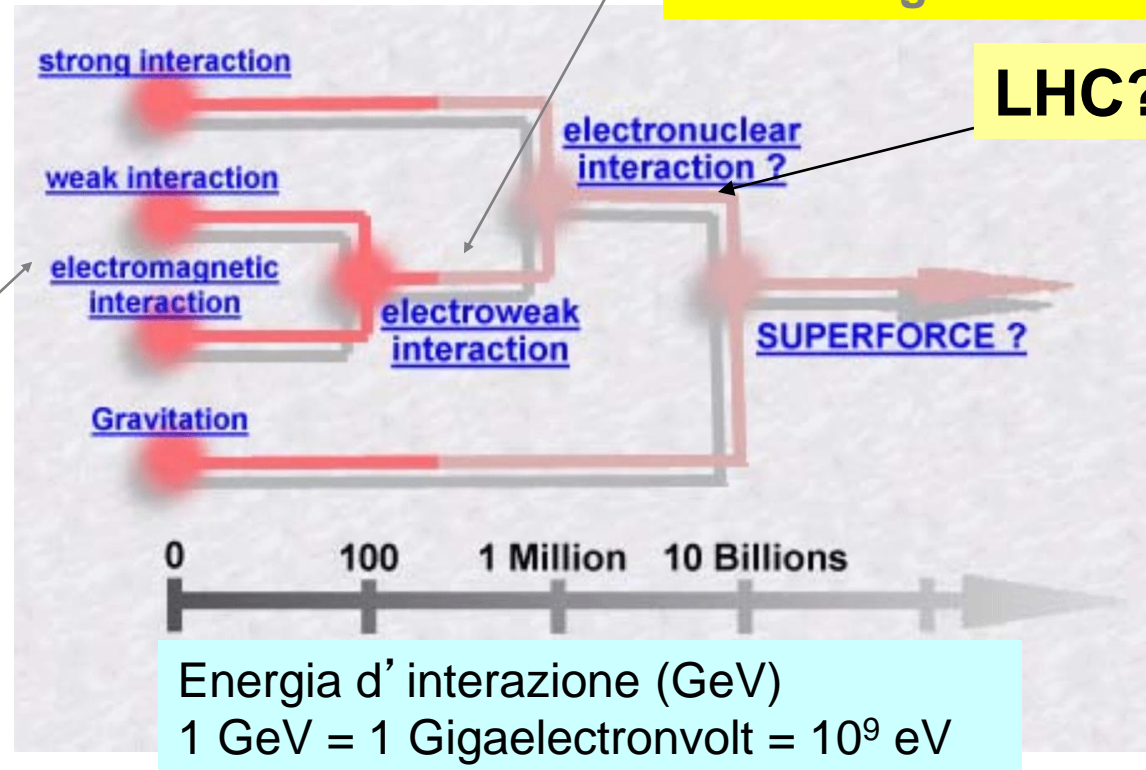 strong interaction
LHC?
electronuclear
interaction ?
weak interaction
electromagnetic
interaction
electroweak
interaction
SUPERFORCE ?
Gravitation
0 100 1 Million 10 Billions
Energia d’ interazione (GeV)
1 GeV = 1 Gigaelectronvolt = 10⁹ eV